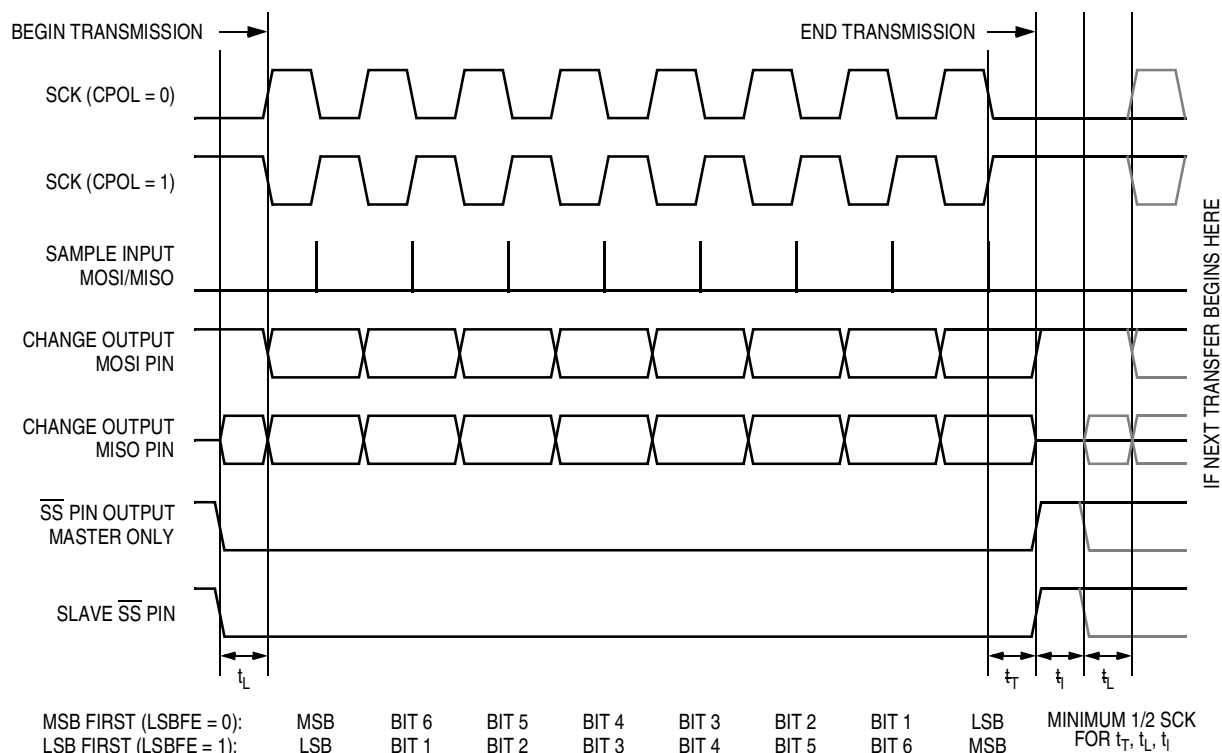 BEGIN TRANSMISSION
END TRANSMISSION
SCK (CPOL = 0)
SCK (CPOL = 1)
SAMPLE INPUT
MOSI/MISO
CHANGE OUTPUT
MOSI PIN
CHANGE OUTPUT
MISO PIN
SS PIN OUTPUT
MASTER ONLY
SLAVE SS PIN
IF NEXT TRANSFER BEGINS HERE
tL tT tI tL
MSB FIRST (LSBFE = 0): MSB BIT 6 BIT 5 BIT 4 BIT 3 BIT 2 BIT 1 LSB
LSB FIRST (LSBFE = 1): LSB BIT 1 BIT 2 BIT 3 BIT 4 BIT 5 BIT 6 MSB
MINIMUM 1/2 SCK
FOR tT, tL, tI